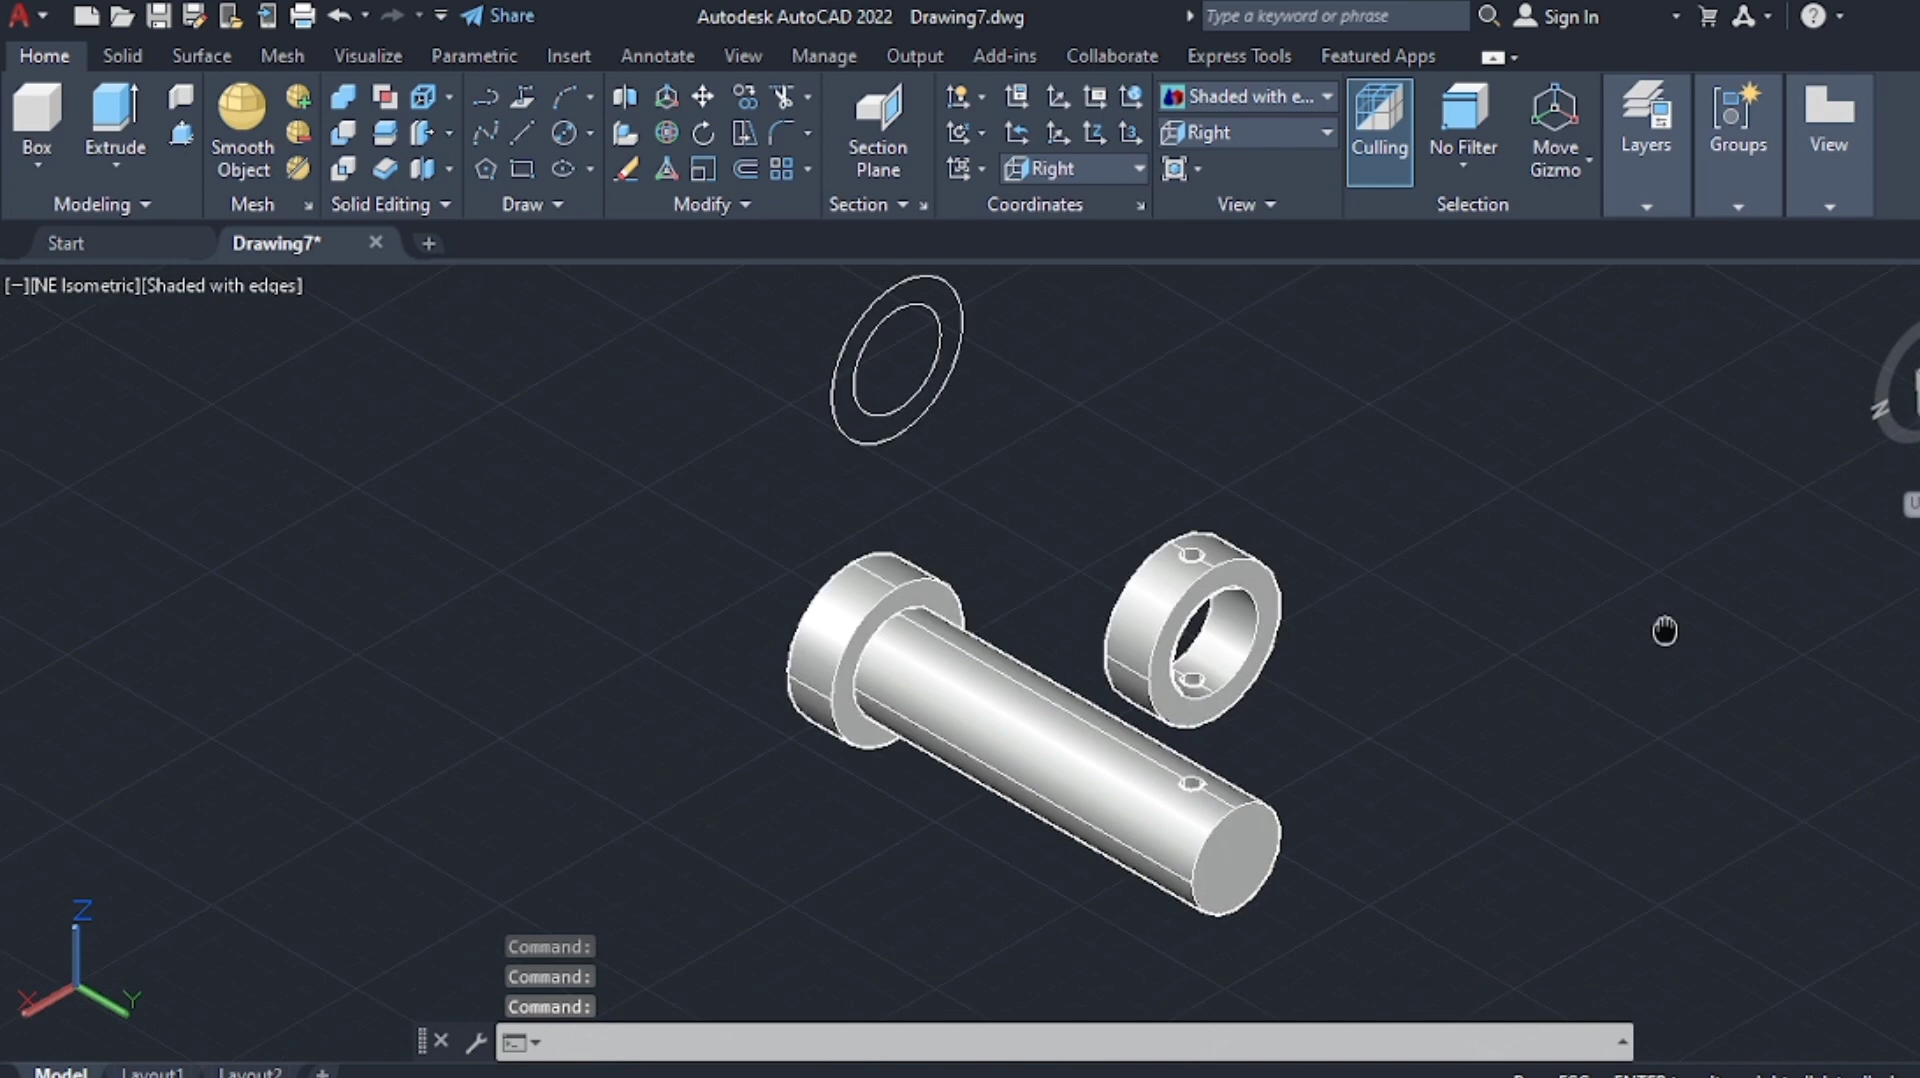 Share
Autodesk AutoCAD 2022 Drawing7.dwg
Type a keyword or phrase
Sign In
Home Solid Surface Mesh Visualize Parametric Insert Annotate View Manage Output Add-ins Collaborate Express Tools Featured Apps
Box
Extrude
Smooth
Object
Section
Plane
Shaded with e...
Right
Right
Culling
No Filter
Move
Gizmo
Layers
Groups
View
Modeling
Mesh
Solid Editing
Draw
Modify
Section
Coordinates
View
Selection
Start
Drawing7*
[−][NE Isometric][Shaded with edges]
N
Z
X
Y
Command:
Command:
Command:
Model Layout1 Layout2 +